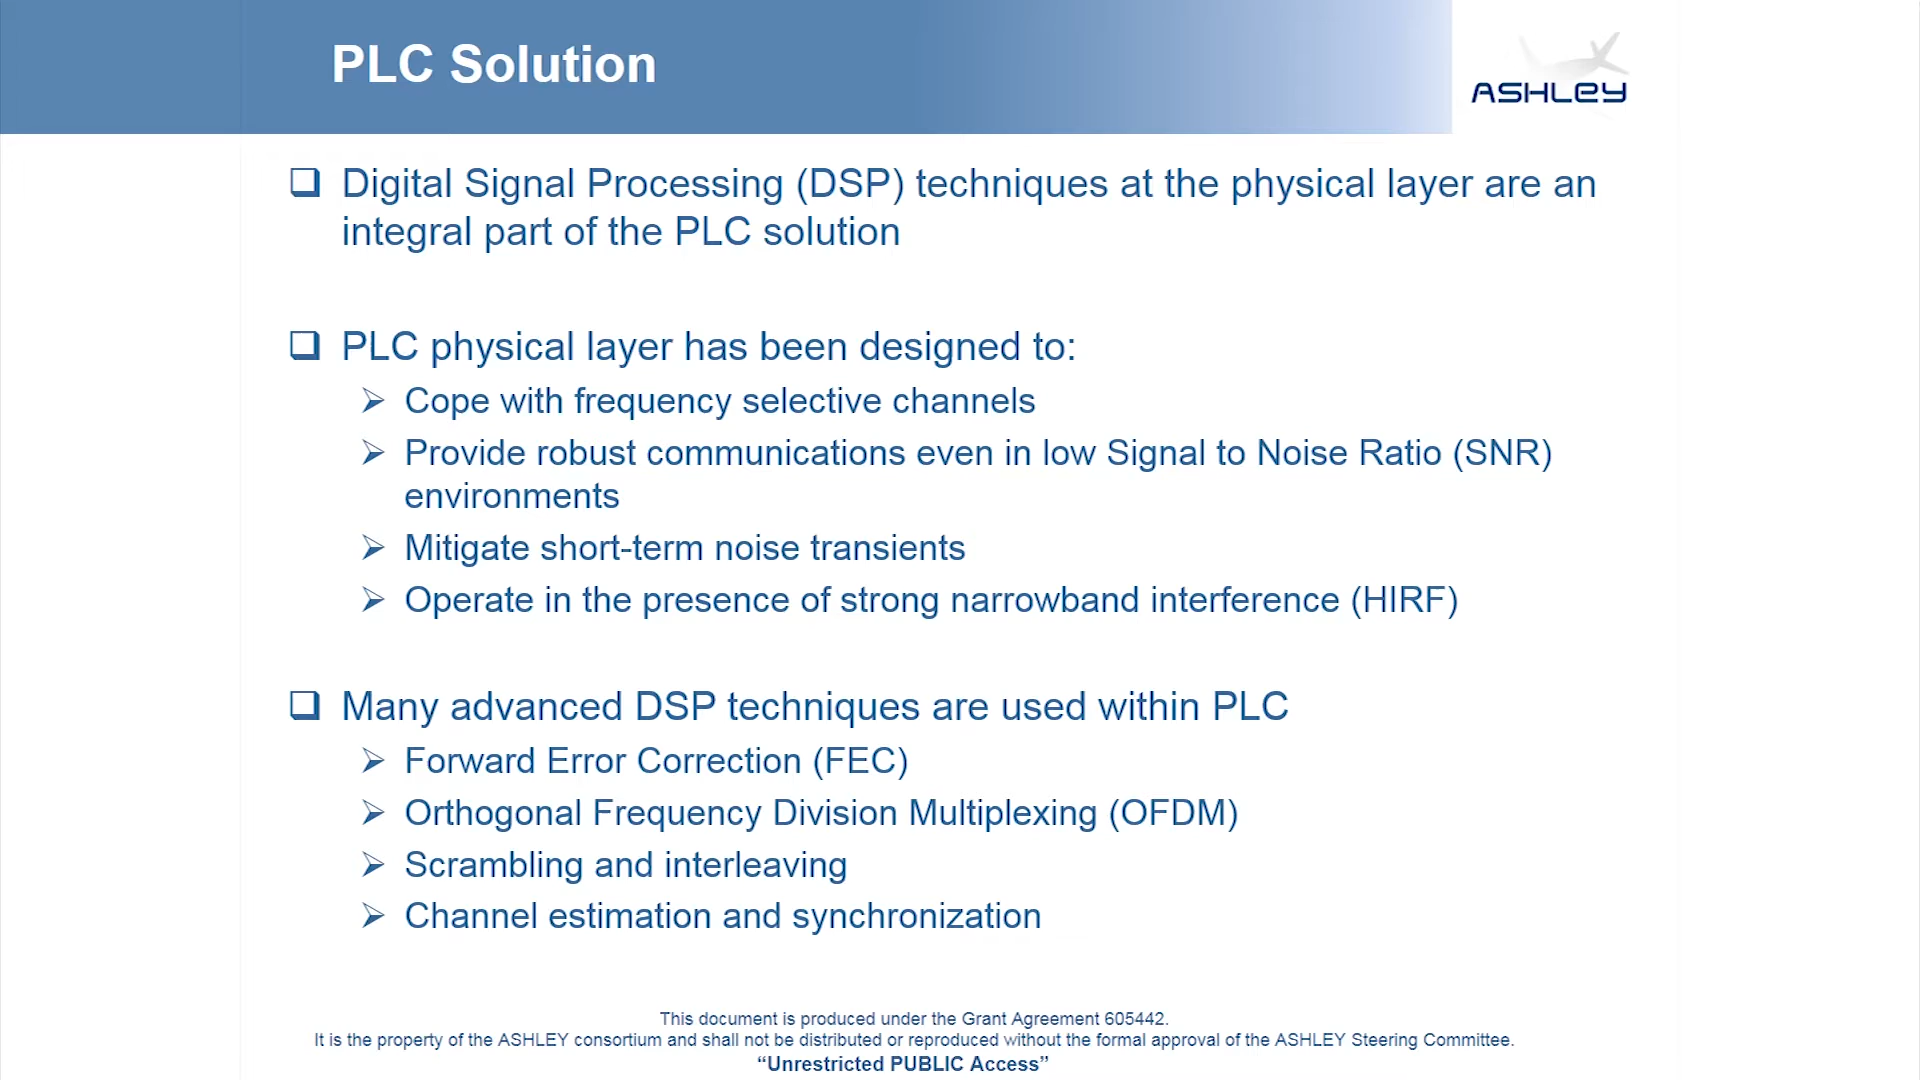 PLC Solution
ASHLEY
Digital Signal Processing (DSP) techniques at the physical layer are an
integral part of the PLC solution
PLC physical layer has been designed to:
Cope with frequency selective channels
Provide robust communications even in low Signal to Noise Ratio (SNR)
environments
Mitigate short-term noise transients
Operate in the presence of strong narrowband interference (HIRF)
Many advanced DSP techniques are used within PLC
Forward Error Correction (FEC)
Orthogonal Frequency Division Multiplexing (OFDM)
Scrambling and interleaving
Channel estimation and synchronization
This document is produced under the Grant Agreement 605442.
It is the property of the ASHLEY consortium and shall not be distributed or reproduced without the formal approval of the ASHLEY Steering Committee.
“Unrestricted PUBLIC Access”